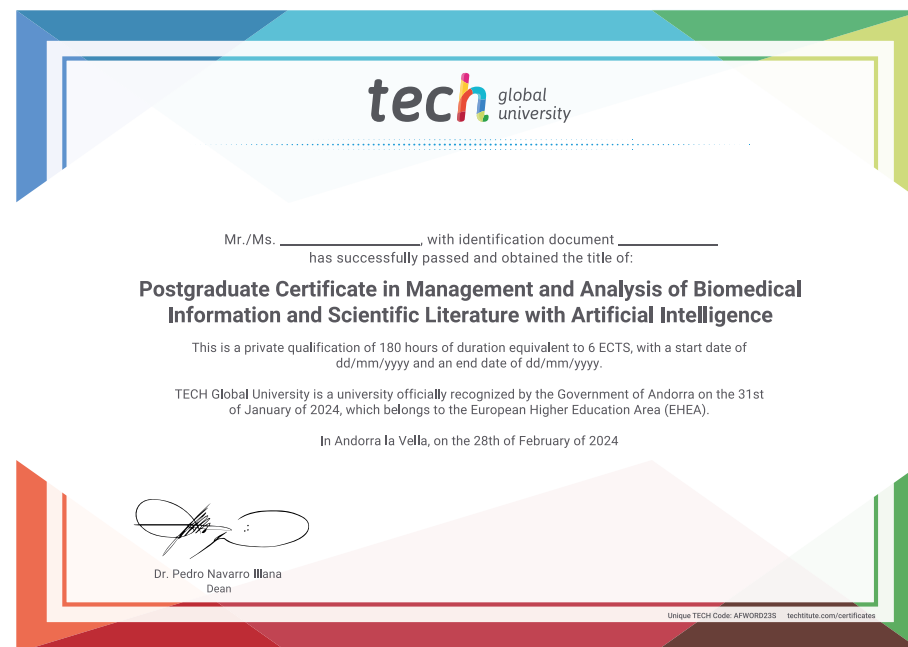 tech global
university
Mr./Ms. ____________________, with identification document ______________
has successfully passed and obtained the title of:
Postgraduate Certificate in Management and Analysis of Biomedical
Information and Scientific Literature with Artificial Intelligence
This is a private qualification of 180 hours of duration equivalent to 6 ECTS, with a start date of
dd/mm/yyyy and an end date of dd/mm/yyyy.
TECH Global University is a university officially recognized by the Government of Andorra on the 31st
of January of 2024, which belongs to the European Higher Education Area (EHEA).
In Andorra la Vella, on the 28th of February of 2024
Dr. Pedro Navarro Illana
Dean
Unique TECH Code: AFWORD23S techtitute.com/certificates